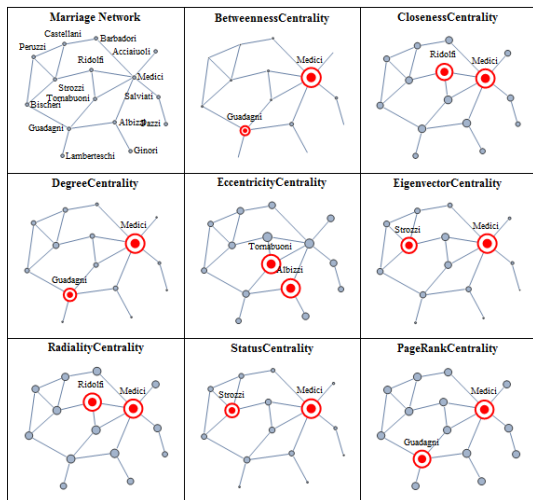 Marriage Network
Castellani
Barbadori
Peruzzi
Acciaiuoli
Ridolfi
Medici
Strozzi
Tornabuoni
Salviati
Bischeri
Guadagni
Albizzi
Pazzi
Lamberteschi
Ginori
BetweennessCentrality
Medici
Guadagni
ClosenessCentrality
Ridolfi
Medici
DegreeCentrality
Medici
Guadagni
EccentricityCentrality
Tornabuoni
Albizzi
EigenvectorCentrality
Strozzi
Medici
RadialityCentrality
Ridolfi
Medici
StatusCentrality
Strozzi
Medici
PageRankCentrality
Medici
Guadagni